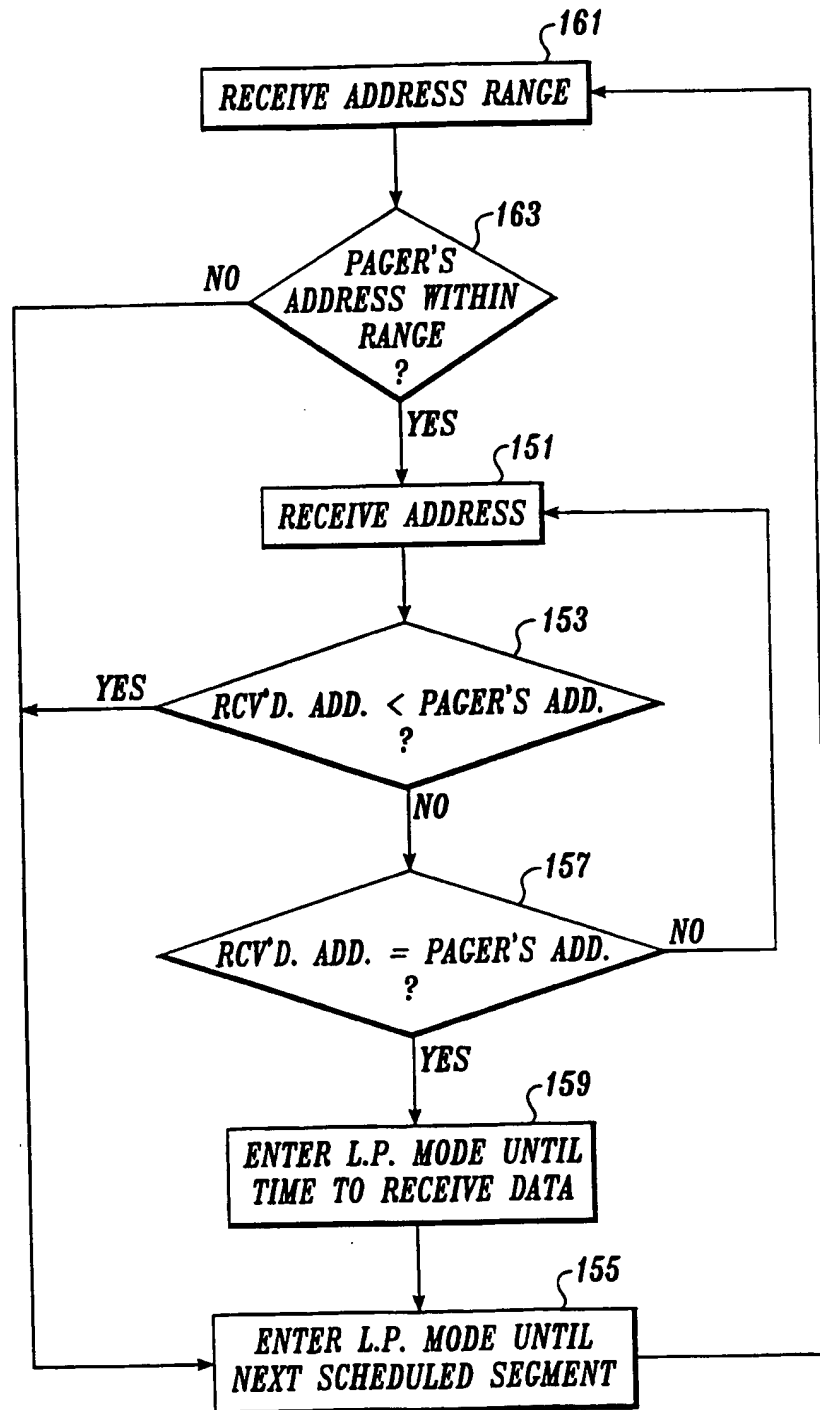 161
RECEIVE ADDRESS RANGE
163
NO
PAGER'S
ADDRESS WITHIN
RANGE
?
YES
151
RECEIVE ADDRESS
153
YES
RCV'D. ADD. < PAGER'S ADD.
?
NO
157
RCV'D. ADD. = PAGER'S ADD.
NO
?
YES
159
ENTER L.P. MODE UNTIL
TIME TO RECEIVE DATA
155
ENTER L.P. MODE UNTIL
NEXT SCHEDULED SEGMENT